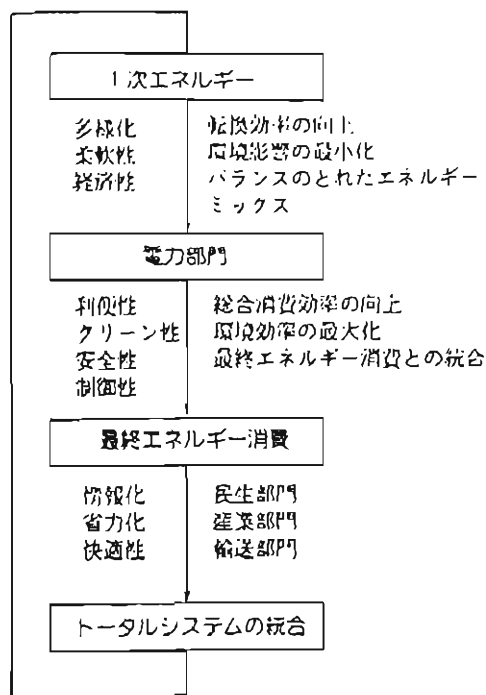 1次エネルギー
多様化 転換効率の向上
柔軟性 環境影響の最小化
経済性 バランスのとれたエネルギー
ミックス
電力部門
利便性 総合消費効率の向上
クリーン性 環境効率の最大化
安全性 最終エネルギー消費との統合
制御性
最終エネルギー消費
情報化 民生部門
省力化 産業部門
快適性 輸送部門
トータルシステムの統合